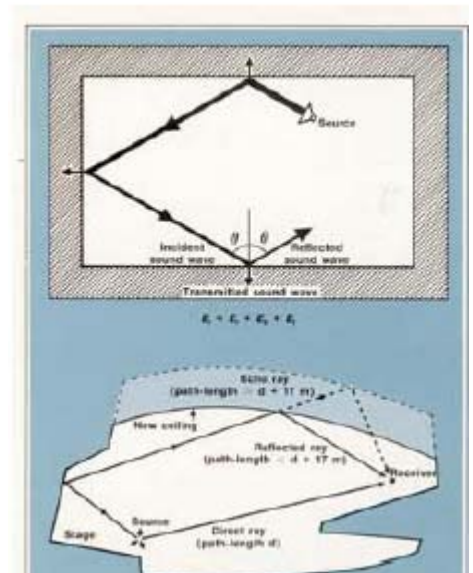 Source
θ θ
Incident sound wave
Reflected sound wave
Transmitted sound wave
Echo ray
(path-length > d + 17 m)
New ceiling
Reflected ray
(path-length < d + 17 m)
Receiver
Source
Stage
Direct ray
(path-length d)